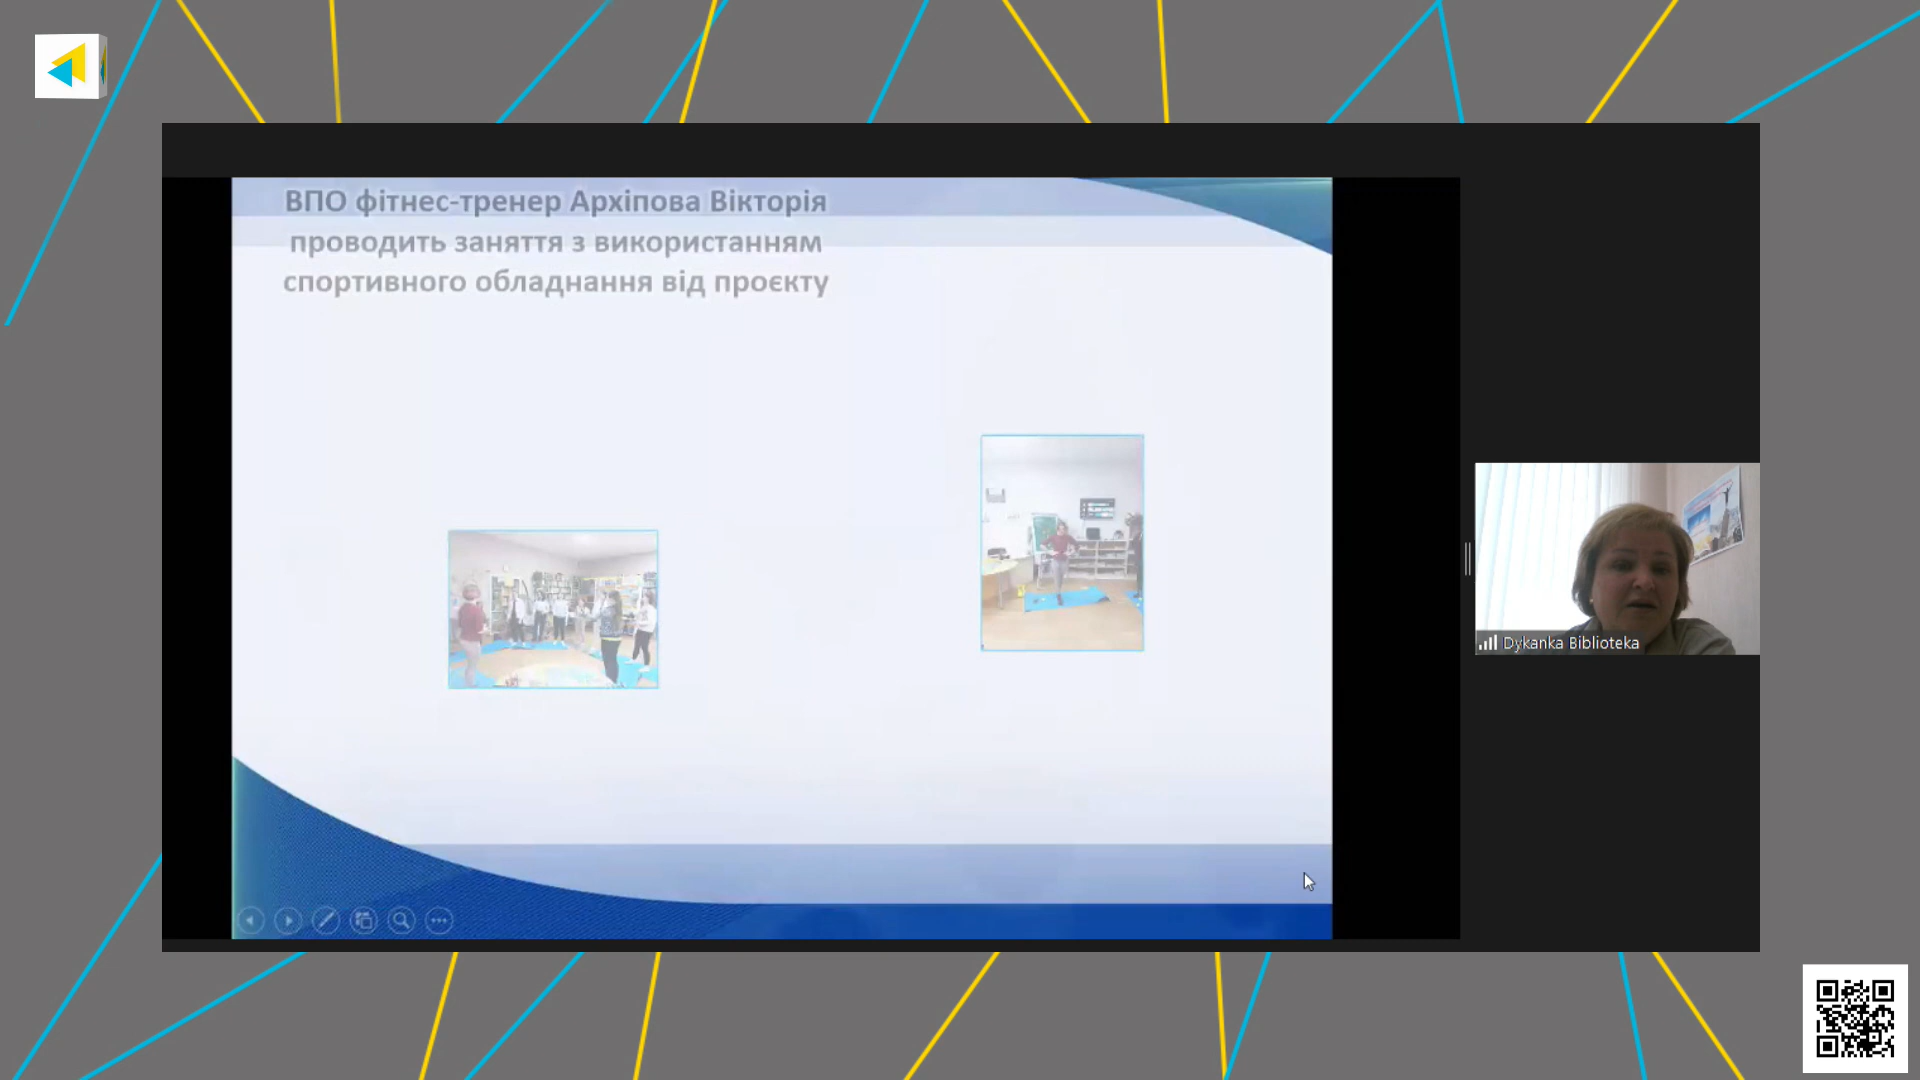 ВПО фітнес-тренер Архіпова Вікторія
проводить заняття з використанням
спортивного обладнання від проєкту
Dykanka Biblioteka